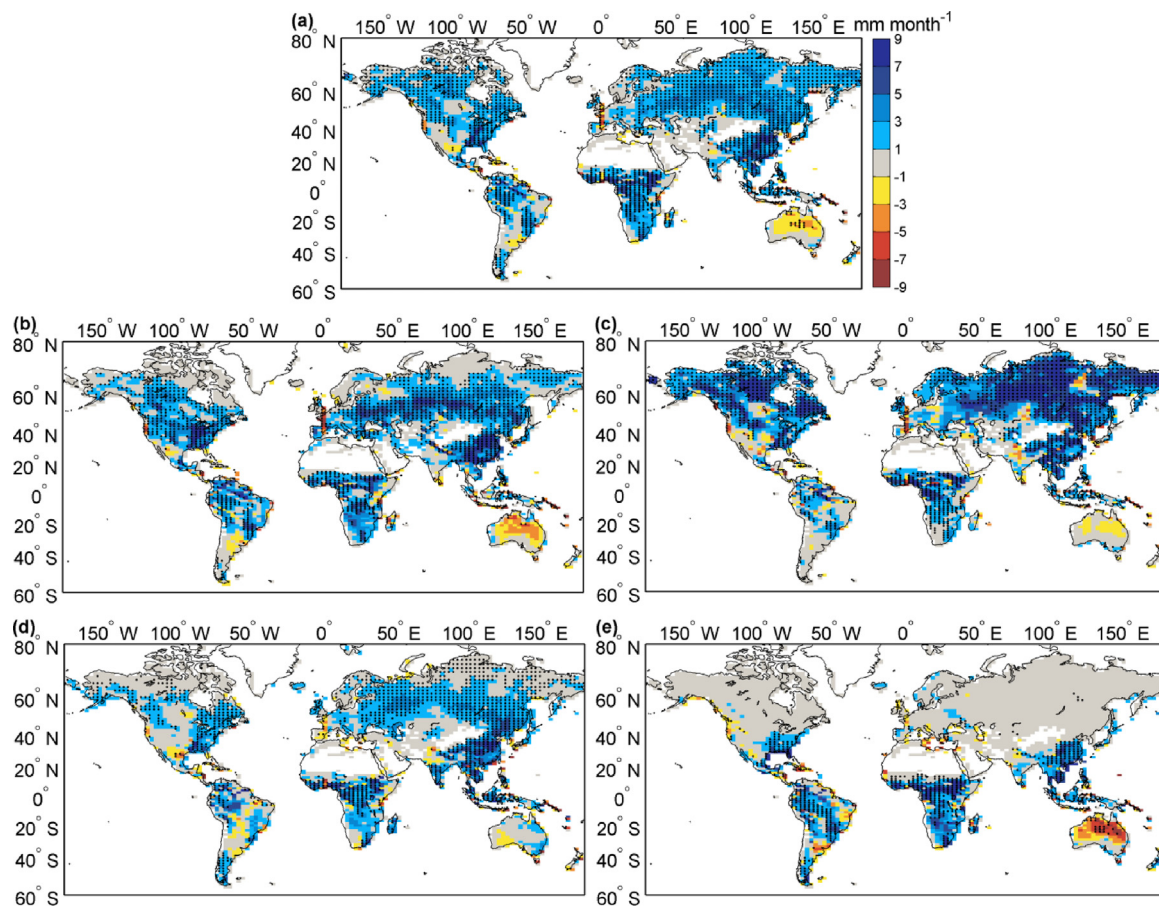 (a) 150° W 100° W 50° W 0° 50° E 100° E 150° E mm month⁻¹
80° N
60° N
40° N
20° N
0°
20° S
40° S
60° S
9
7
5
3
1
-1
-3
-5
-7
-9
(b) 150° W 100° W 50° W 0° 50° E 100° E 150° E
80° N
60° N
40° N
20° N
0°
20° S
40° S
60° S
(c) 150° W 100° W 50° W 0° 50° E 100° E 150° E
80° N
60° N
40° N
20° N
0°
20° S
40° S
60° S
(d) 150° W 100° W 50° W 0° 50° E 100° E 150° E
80° N
60° N
40° N
20° N
0°
20° S
40° S
60° S
(e) 150° W 100° W 50° W 0° 50° E 100° E 150° E
80° N
60° N
40° N
20° N
0°
20° S
40° S
60° S